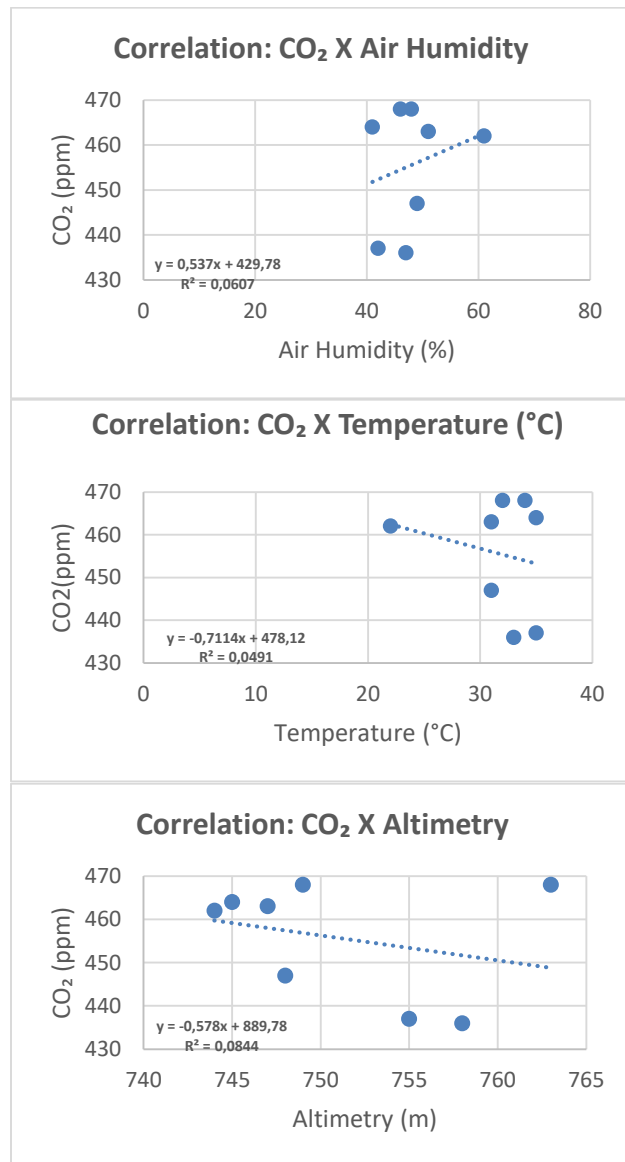 Correlation: CO₂ X Air Humidity
470
460
450
440
430
CO₂ (ppm)
y = 0,537x + 429,78
R² = 0,0607
0 20 40 60 80
Air Humidity (%)
Correlation: CO₂ X Temperature (°C)
470
460
450
440
430
CO2(ppm)
y = -0,7114x + 478,12
R² = 0,0491
0 10 20 30 40
Temperature (°C)
Correlation: CO₂ X Altimetry
470
460
450
440
430
CO₂ (ppm)
y = -0,578x + 889,78
R² = 0,0844
740 745 750 755 760 765
Altimetry (m)